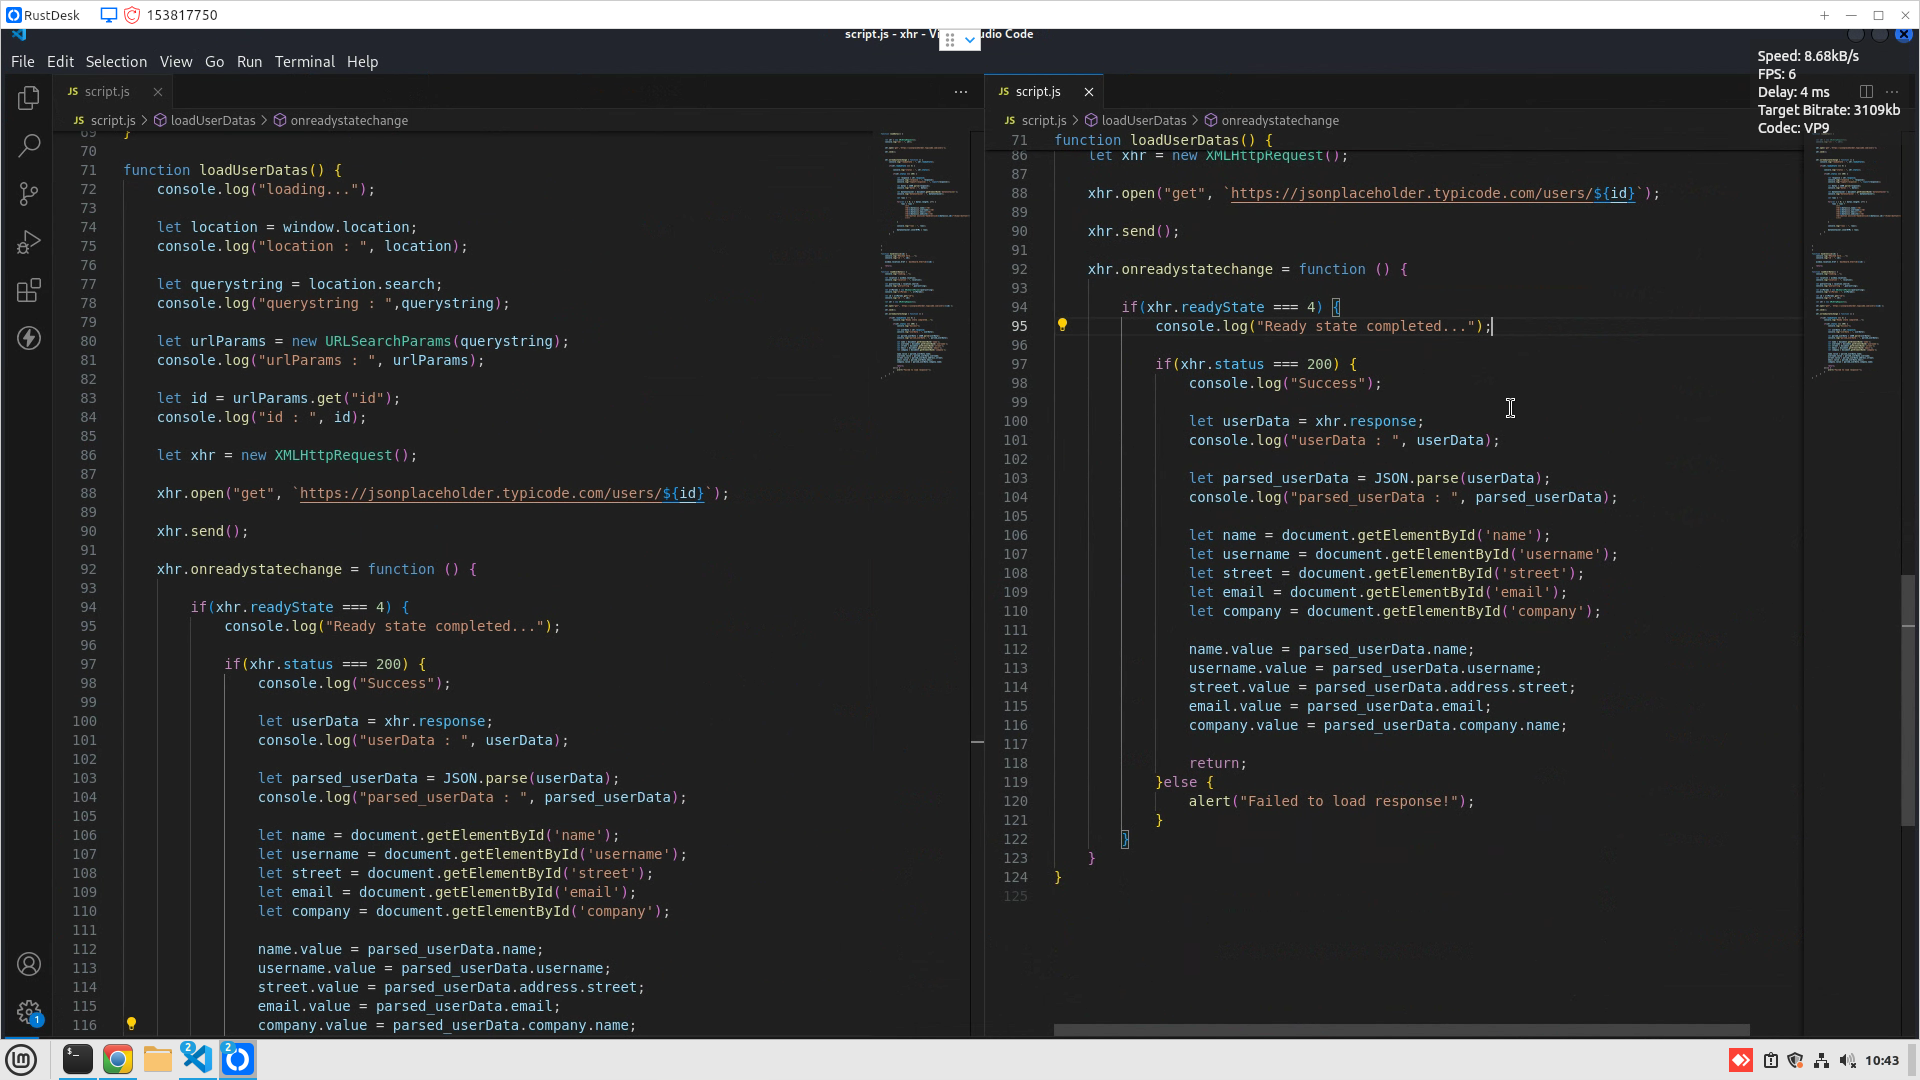 RustDesk 153817750
script.js - xhr - Vi udio Code
File Edit Selection View Go Run Terminal Help
Speed: 8.68kB/s
FPS: 6
Delay: 4 ms
Target Bitrate: 3109kb
Codec: VP9
JS script.js
JS script.js > loadUserDatas > onreadystatechange
69 }
70
71 function loadUserDatas() {
72 console.log("loading...");
73
74 let location = window.location;
75 console.log("location : ", location);
76
77 let querystring = location.search;
78 console.log("querystring : ",querystring);
79
80 let urlParams = new URLSearchParams(querystring);
81 console.log("urlParams : ", urlParams);
82
83 let id = urlParams.get("id");
84 console.log("id : ", id);
85
86 let xhr = new XMLHttpRequest();
87
88 xhr.open("get", `https://jsonplaceholder.typicode.com/users/${id}`);
89
90 xhr.send();
91
92 xhr.onreadystatechange = function () {
93
94 if(xhr.readyState === 4) {
95 console.log("Ready state completed...");
96
97 if(xhr.status === 200) {
98 console.log("Success");
99
100 let userData = xhr.response;
101 console.log("userData : ", userData);
102
103 let parsed_userData = JSON.parse(userData);
104 console.log("parsed_userData : ", parsed_userData);
105
106 let name = document.getElementById('name');
107 let username = document.getElementById('username');
108 let street = document.getElementById('street');
109 let email = document.getElementById('email');
110 let company = document.getElementById('company');
111
112 name.value = parsed_userData.name;
113 username.value = parsed_userData.username;
114 street.value = parsed_userData.address.street;
115 email.value = parsed_userData.email;
116 company.value = parsed_userData.company.name;
JS script.js
JS script.js > loadUserDatas > onreadystatechange
71 function loadUserDatas() {
86 let xhr = new XMLHttpRequest();
87
88 xhr.open("get", `https://jsonplaceholder.typicode.com/users/${id}`);
89
90 xhr.send();
91
92 xhr.onreadystatechange = function () {
93
94 if(xhr.readyState === 4) {
95 console.log("Ready state completed...");
96
97 if(xhr.status === 200) {
98 console.log("Success");
99
100 let userData = xhr.response;
101 console.log("userData : ", userData);
102
103 let parsed_userData = JSON.parse(userData);
104 console.log("parsed_userData : ", parsed_userData);
105
106 let name = document.getElementById('name');
107 let username = document.getElementById('username');
108 let street = document.getElementById('street');
109 let email = document.getElementById('email');
110 let company = document.getElementById('company');
111
112 name.value = parsed_userData.name;
113 username.value = parsed_userData.username;
114 street.value = parsed_userData.address.street;
115 email.value = parsed_userData.email;
116 company.value = parsed_userData.company.name;
117
118 return;
119 }else {
120 alert("Failed to load response!");
121 }
122 }
123 }
124 }
125
1
2
2
10:43